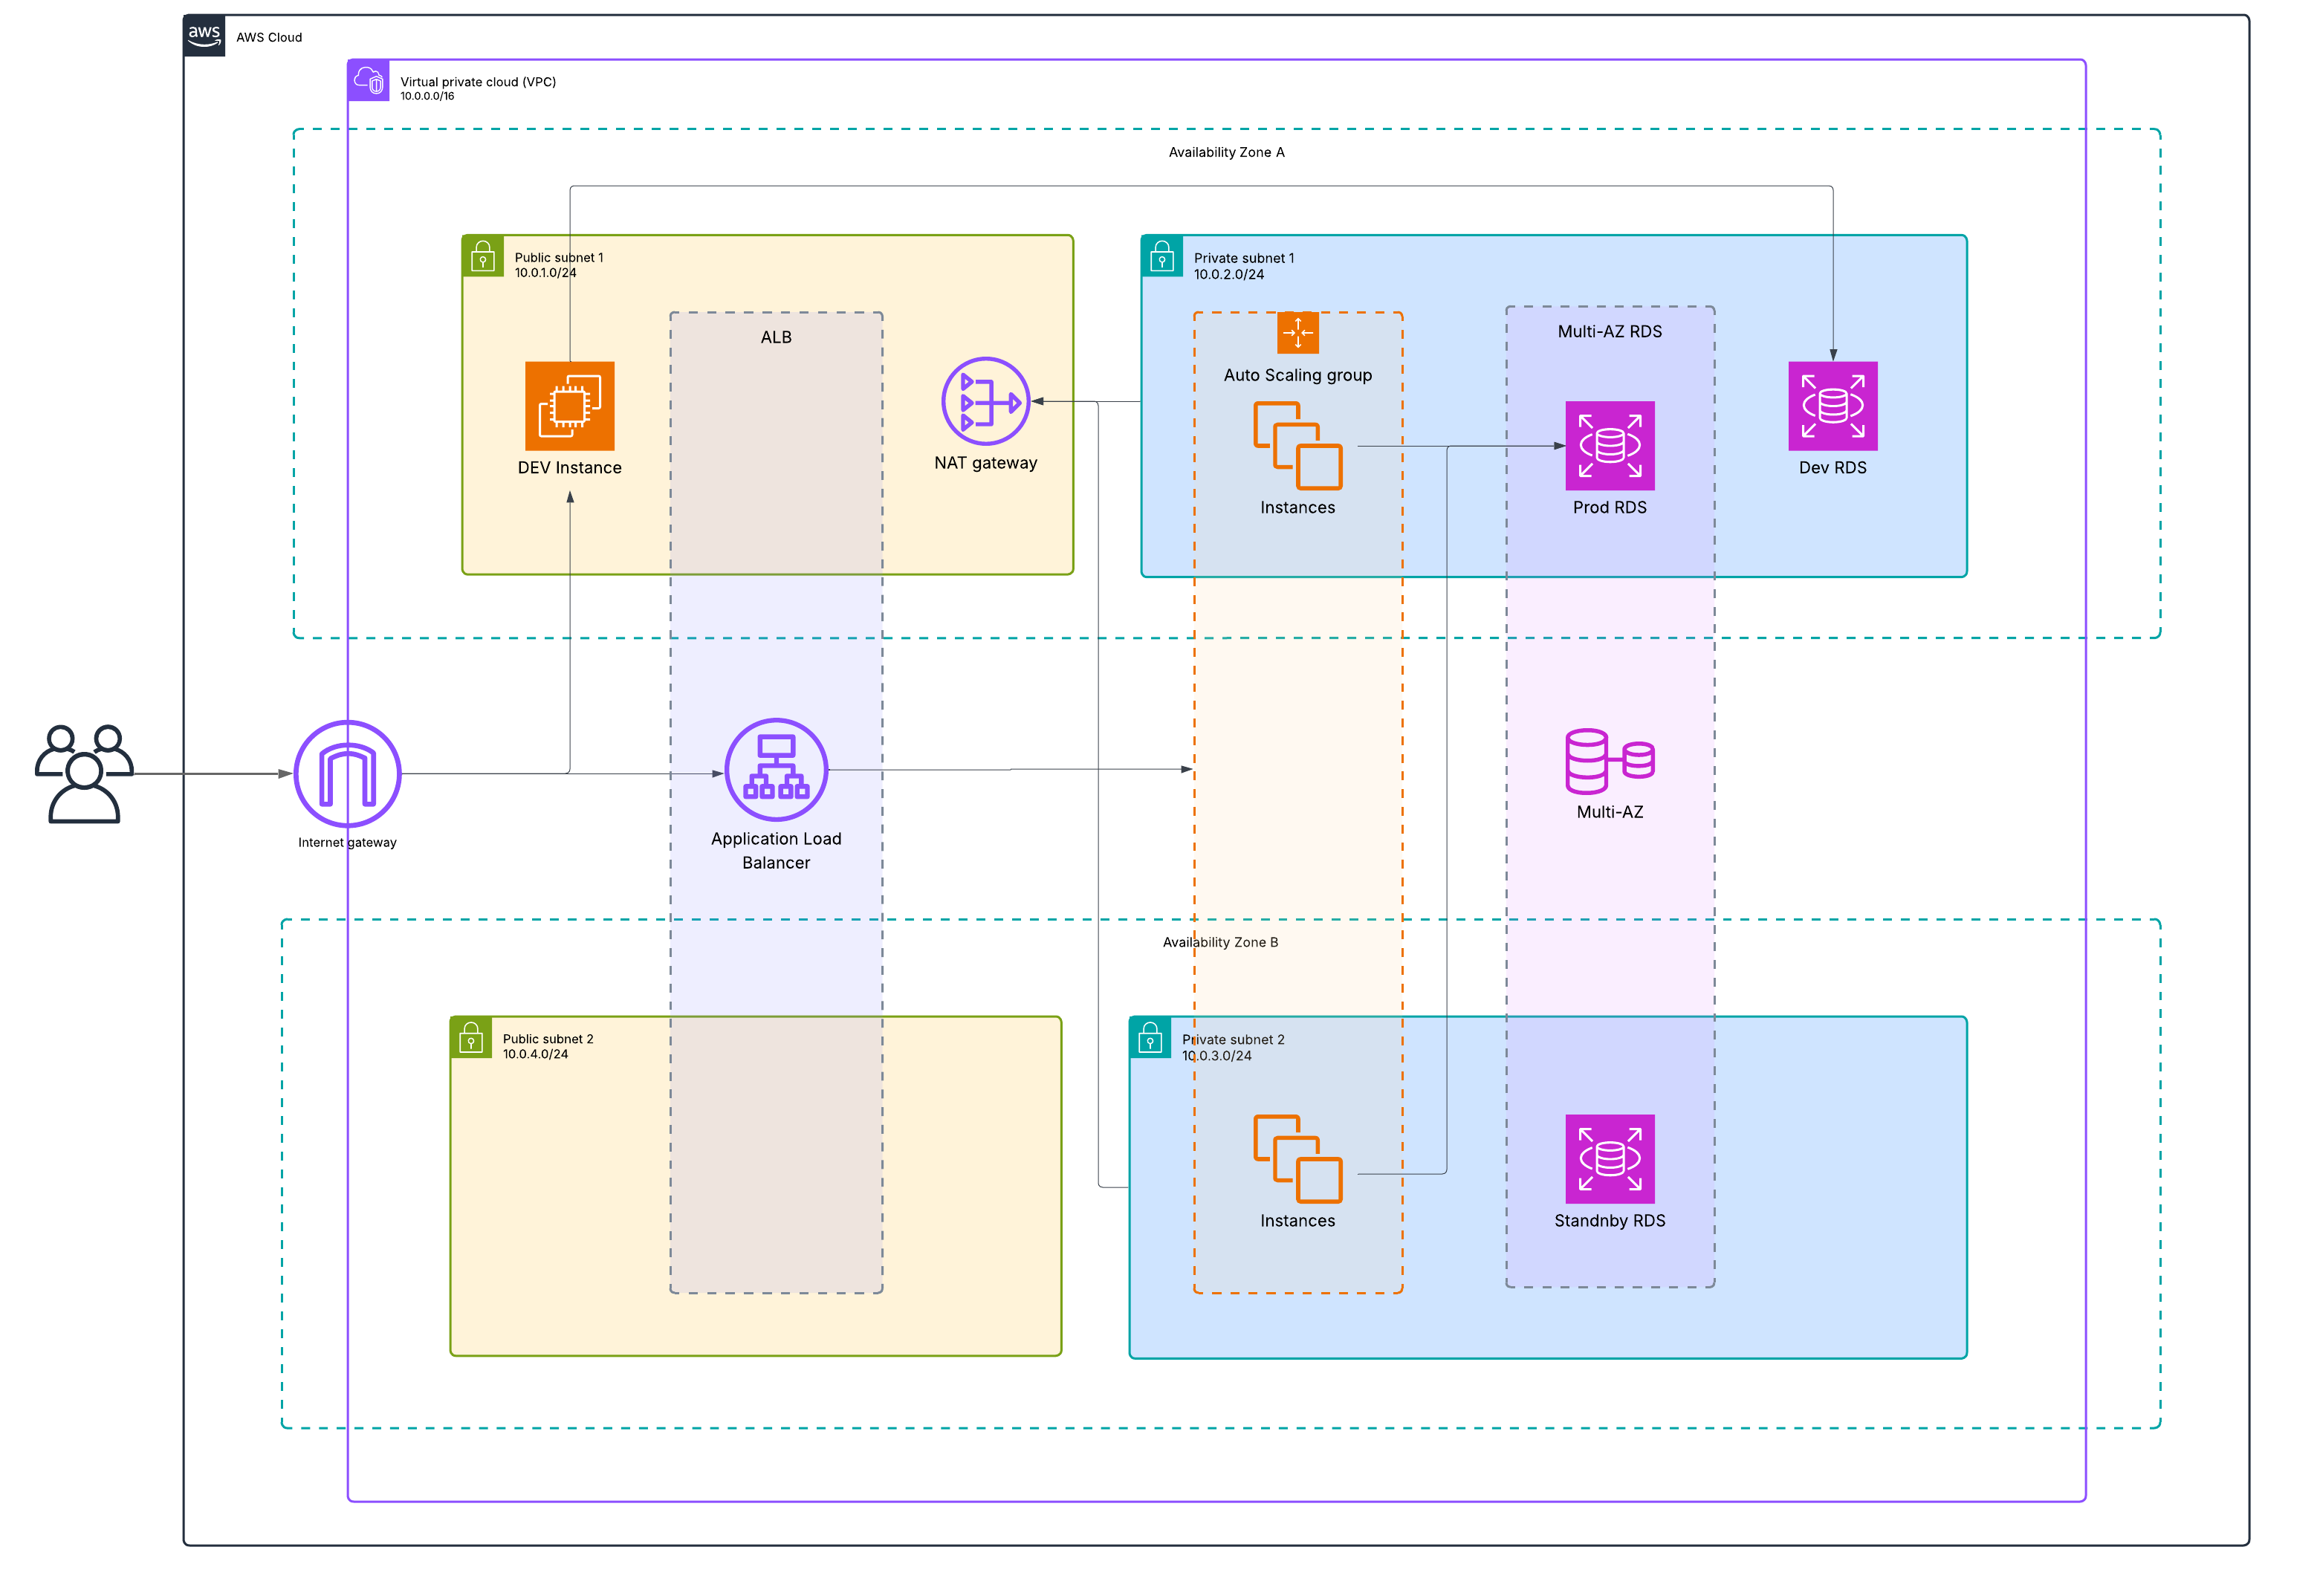 aws
AWS Cloud
Virtual private cloud (VPC)
10.0.0.0/16
Availability Zone A
Public subnet 1
10.0.1.0/24
Private subnet 1
10.0.2.0/24
ALB
Auto Scaling group
Multi-AZ RDS
DEV Instance
NAT gateway
Instances
Prod RDS
Dev RDS
Internet gateway
Application Load
Balancer
Multi-AZ
Availability Zone B
Public subnet 2
10.0.4.0/24
Private subnet 2
10.0.3.0/24
Instances
Standnby RDS